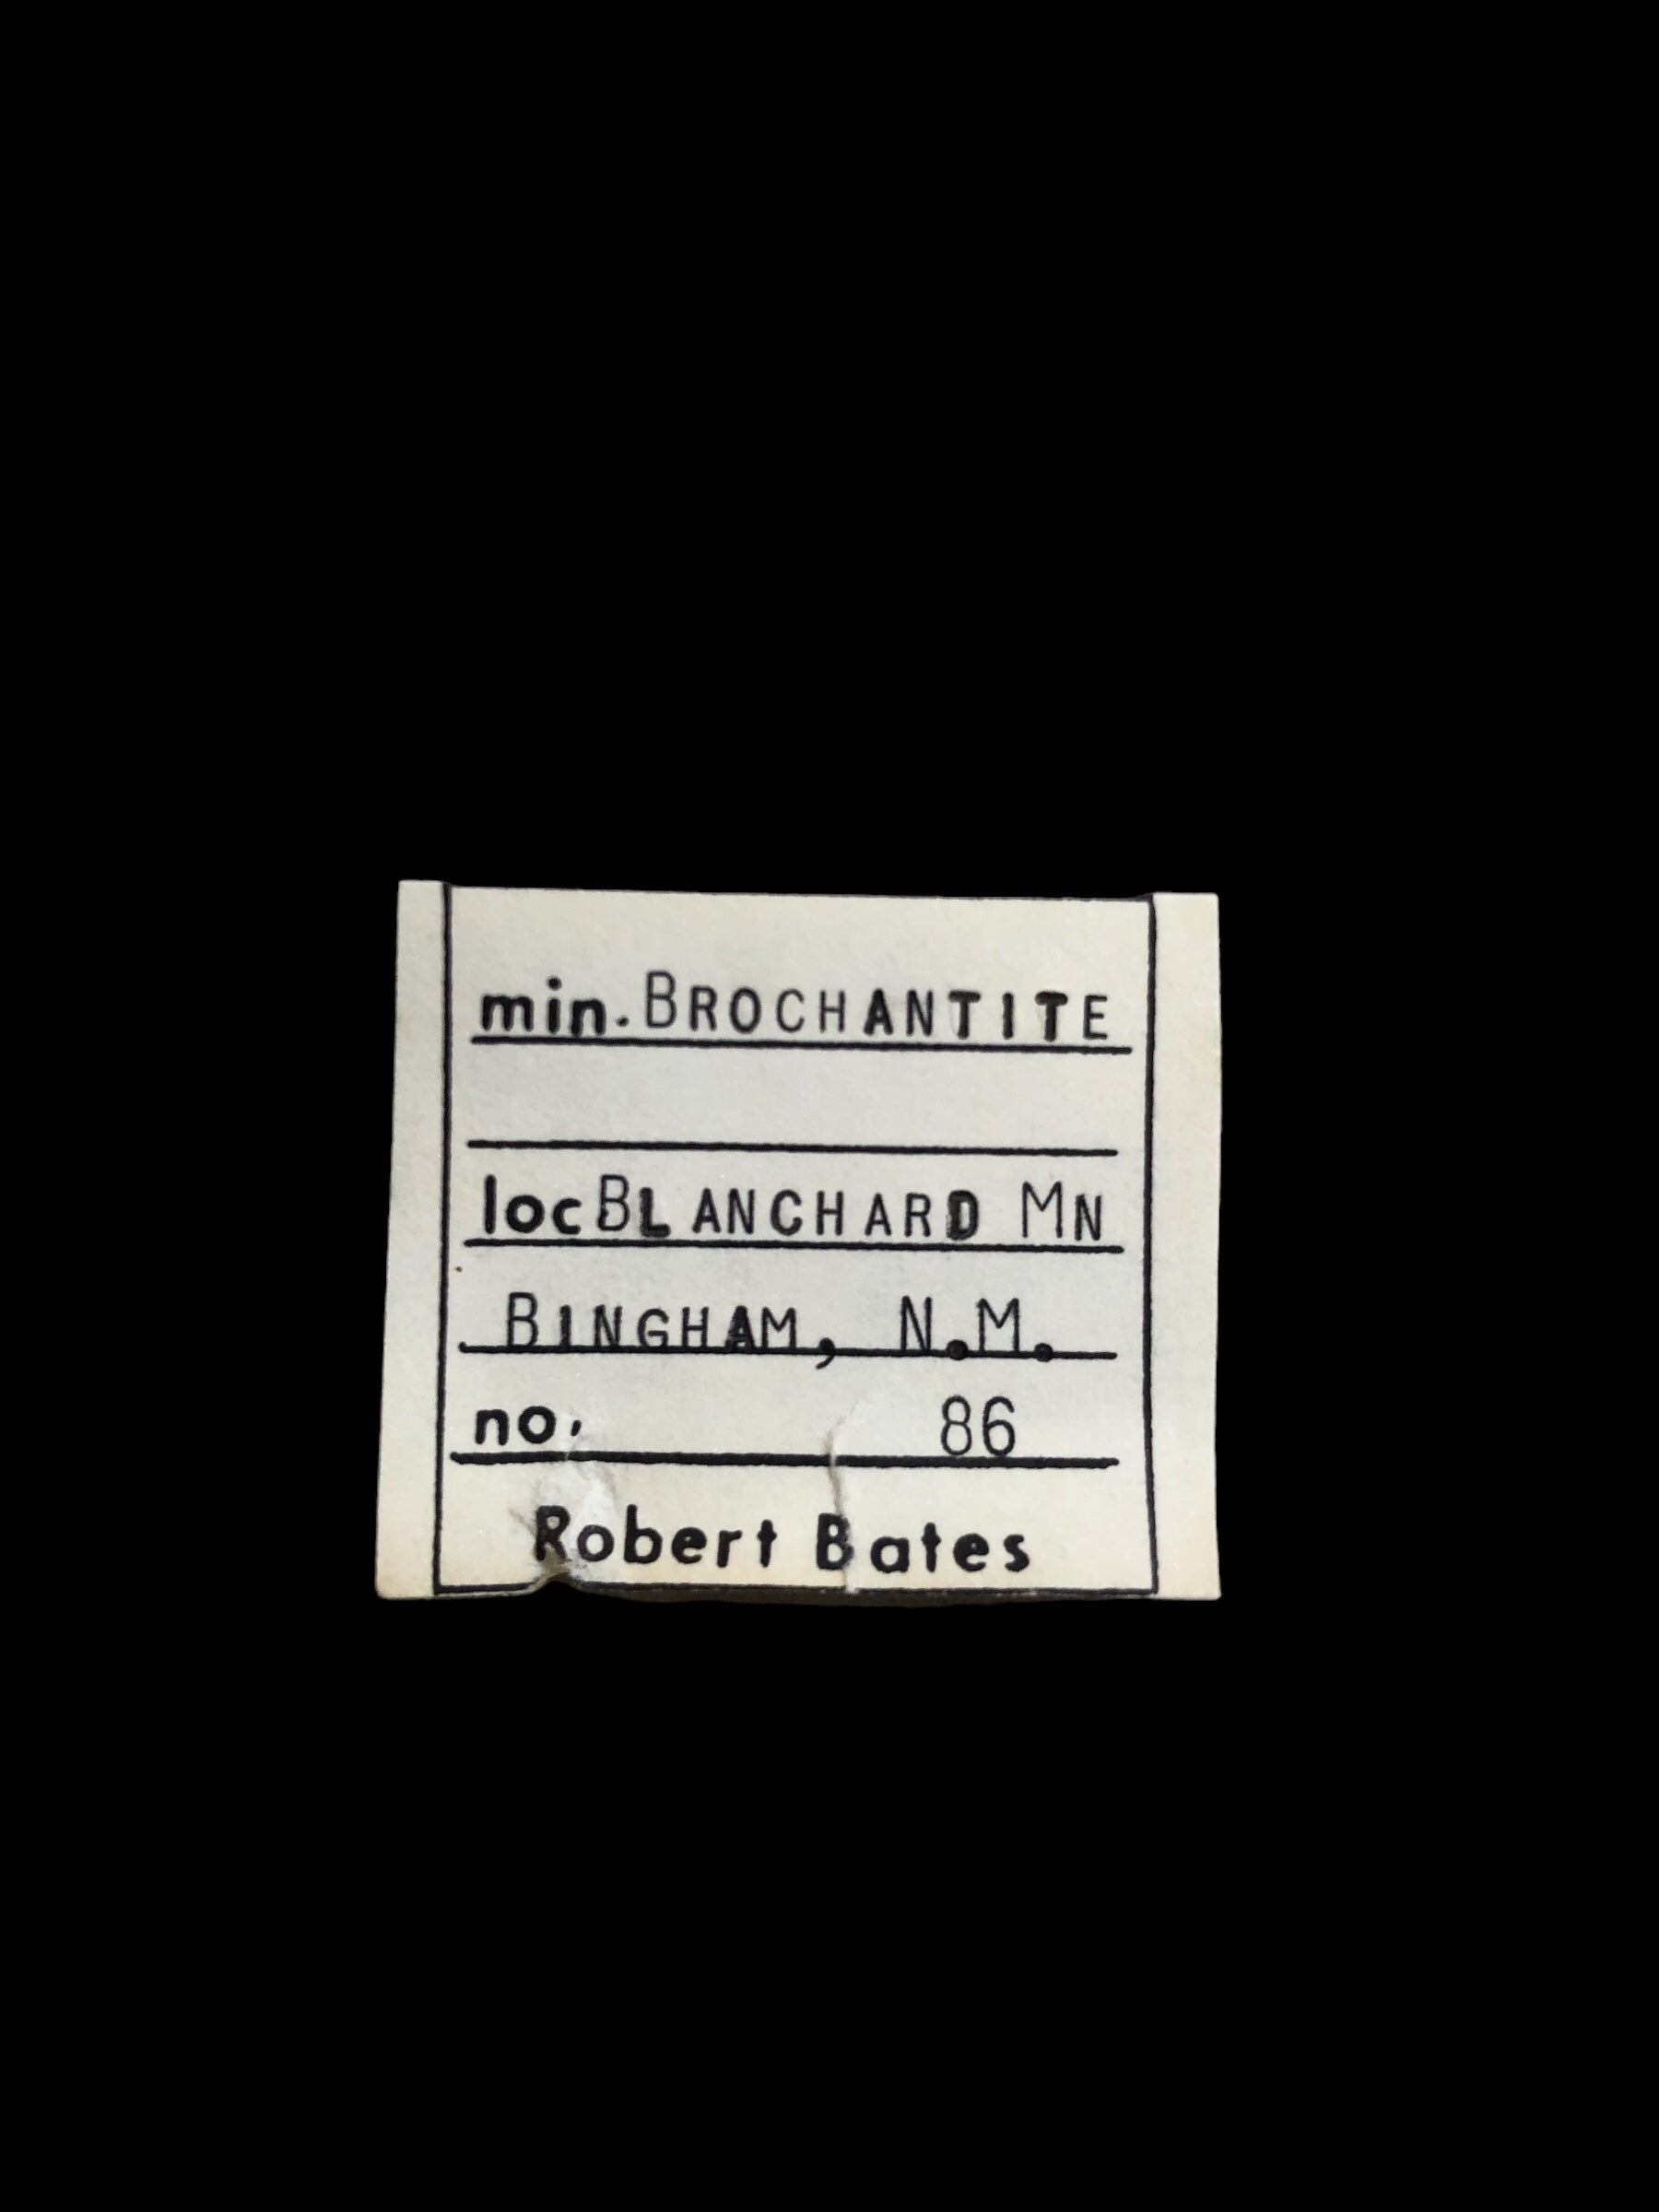 min. BROCHANTITE
loc BLANCHARD MN
BINGHAM, N.M.
no. 86
Robert Bates